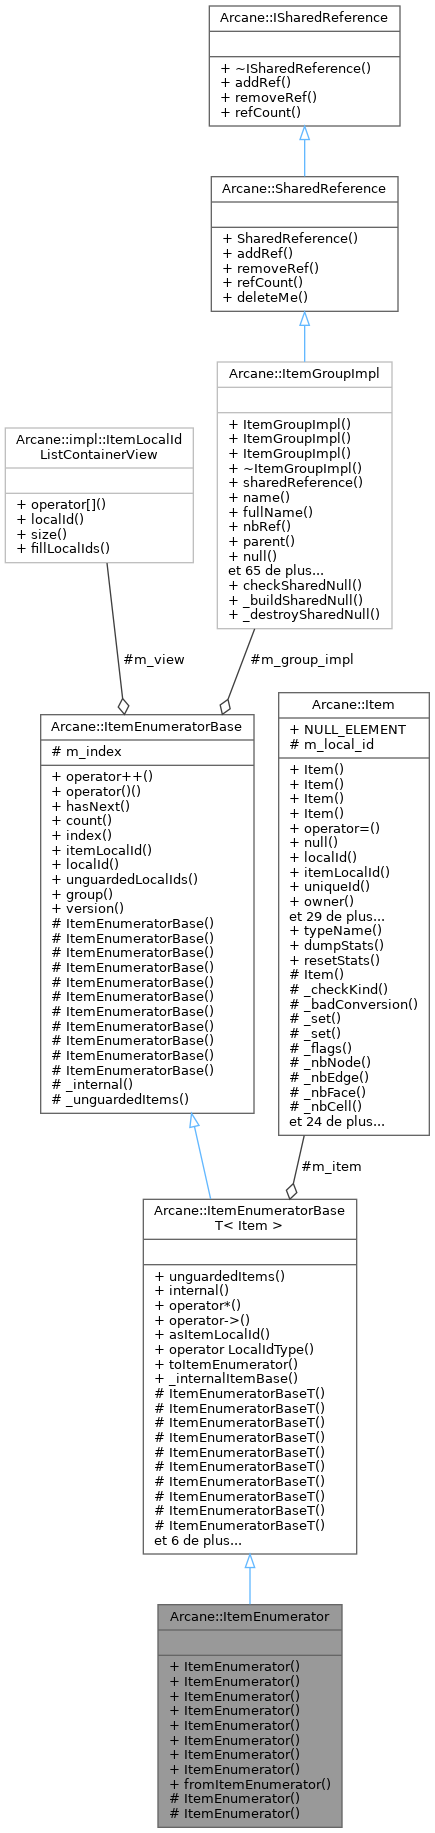 Arcane::ISharedReference
+ ~ISharedReference()
+ addRef()
+ removeRef()
+ refCount()
Arcane::SharedReference
+ SharedReference()
+ addRef()
+ removeRef()
+ refCount()
+ deleteMe()
Arcane::ItemGroupImpl
+ ItemGroupImpl()
+ ItemGroupImpl()
+ ItemGroupImpl()
+ ~ItemGroupImpl()
+ sharedReference()
+ name()
+ fullName()
+ nbRef()
+ parent()
+ null()
et 65 de plus...
+ checkSharedNull()
+ _buildSharedNull()
+ _destroySharedNull()
Arcane::impl::ItemLocalId
ListContainerView
+ operator[]()
+ localId()
+ size()
+ fillLocalIds()
#m_view
#m_group_impl
Arcane::ItemEnumeratorBase
# m_index
+ operator++()
+ operator()()
+ hasNext()
+ count()
+ index()
+ itemLocalId()
+ localId()
+ unguardedLocalIds()
+ group()
+ version()
# ItemEnumeratorBase()
# ItemEnumeratorBase()
# ItemEnumeratorBase()
# ItemEnumeratorBase()
# ItemEnumeratorBase()
# ItemEnumeratorBase()
# ItemEnumeratorBase()
# ItemEnumeratorBase()
# ItemEnumeratorBase()
# ItemEnumeratorBase()
# ItemEnumeratorBase()
# _internal()
# _unguardedItems()
Arcane::Item
+ NULL_ELEMENT
# m_local_id
+ Item()
+ Item()
+ Item()
+ Item()
+ operator=()
+ null()
+ localId()
+ itemLocalId()
+ uniqueId()
+ owner()
et 29 de plus...
+ typeName()
+ dumpStats()
+ resetStats()
# Item()
# _checkKind()
# _badConversion()
# _set()
# _set()
# _flags()
# _nbNode()
# _nbEdge()
# _nbFace()
# _nbCell()
et 24 de plus...
#m_item
Arcane::ItemEnumeratorBase
T< Item >
+ unguardedItems()
+ internal()
+ operator*()
+ operator->()
+ asItemLocalId()
+ operator LocalIdType()
+ toItemEnumerator()
+ _internalItemBase()
# ItemEnumeratorBaseT()
# ItemEnumeratorBaseT()
# ItemEnumeratorBaseT()
# ItemEnumeratorBaseT()
# ItemEnumeratorBaseT()
# ItemEnumeratorBaseT()
# ItemEnumeratorBaseT()
# ItemEnumeratorBaseT()
# ItemEnumeratorBaseT()
# ItemEnumeratorBaseT()
et 6 de plus...
Arcane::ItemEnumerator
+ ItemEnumerator()
+ ItemEnumerator()
+ ItemEnumerator()
+ ItemEnumerator()
+ ItemEnumerator()
+ ItemEnumerator()
+ ItemEnumerator()
+ ItemEnumerator()
+ fromItemEnumerator()
# ItemEnumerator()
# ItemEnumerator()